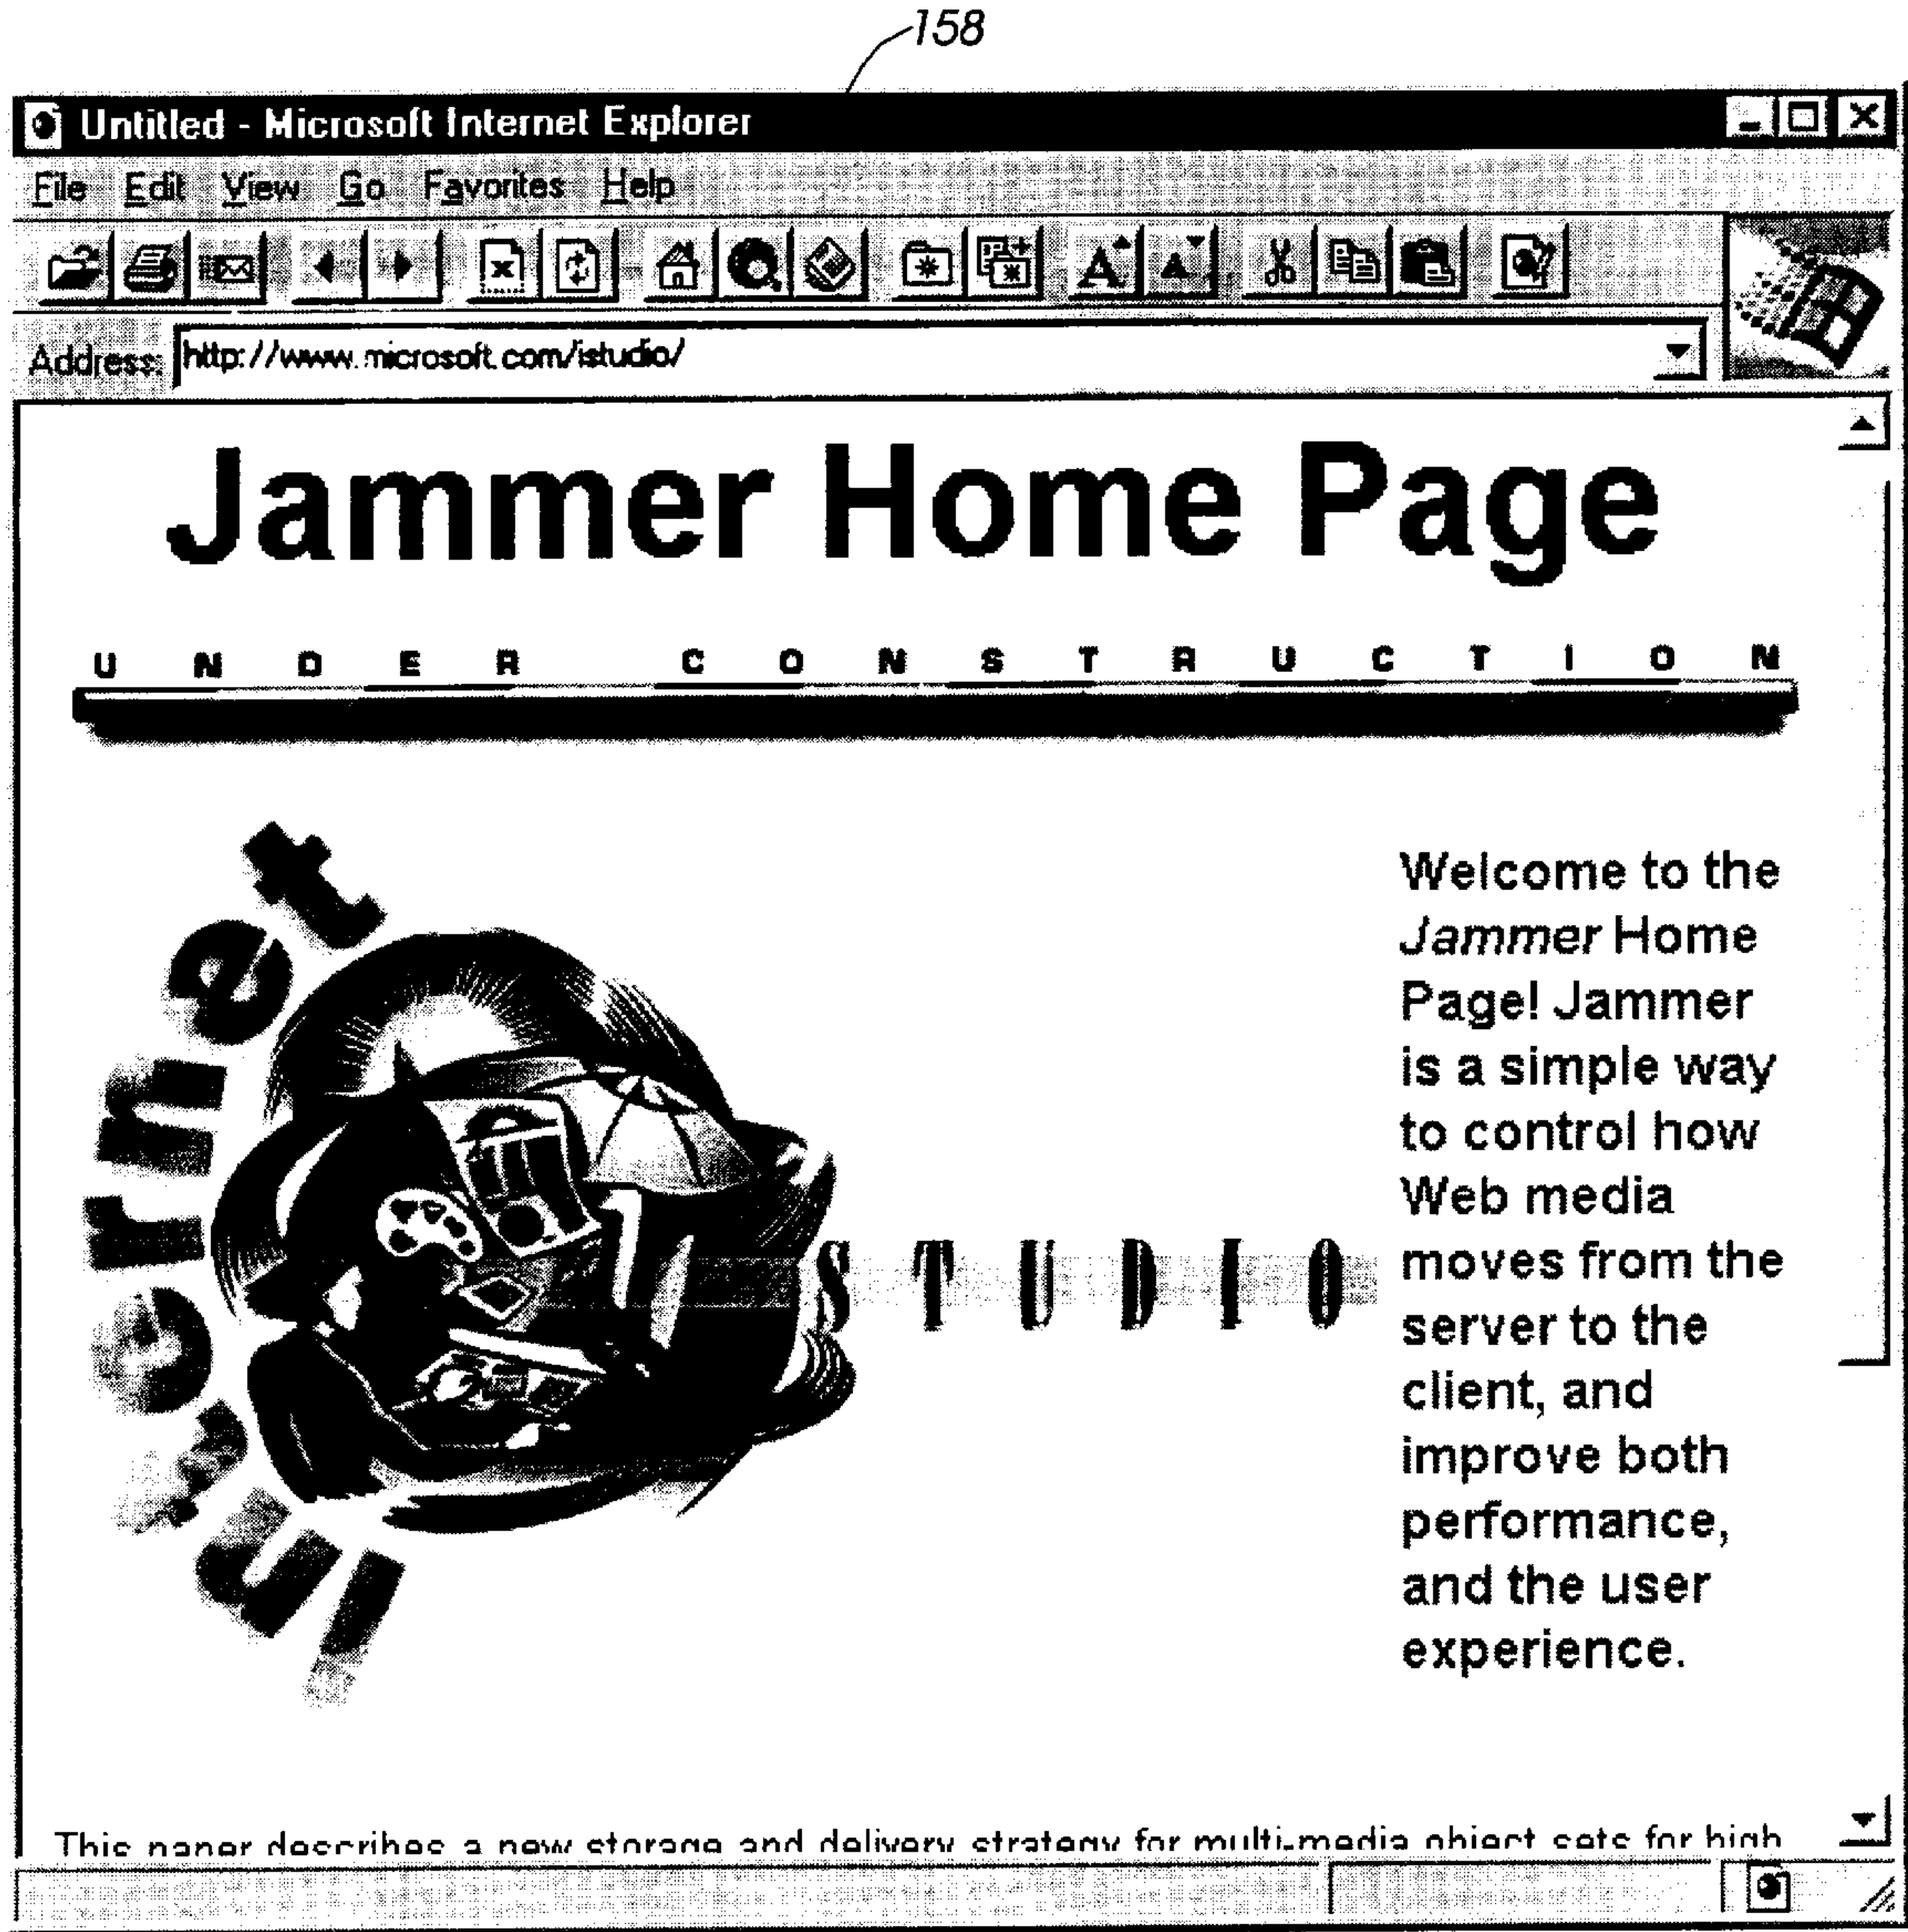 158
Untitled - Microsoft Internet Explorer
File Edit View Go Favorites Help
Address: http://www.microsoft.com/istudio/
Jammer Home Page
UNDER CONSTRUCTION
Internet
STUDIO
Welcome to the
Jammer Home
Page! Jammer
is a simple way
to control how
Web media
moves from the
server to the
client, and
improve both
performance,
and the user
experience.
This paper describes a new storage and delivery strategy for multi-media object sets for high